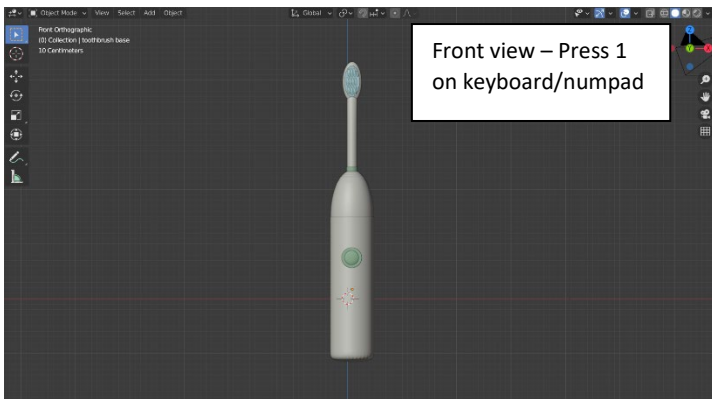 Object Mode View Select Add Object Global
Front Orthographic
(0) Collection | toothbrush base
10 Centimeters
Front view – Press 1
on keyboard/numpad
Z
Y